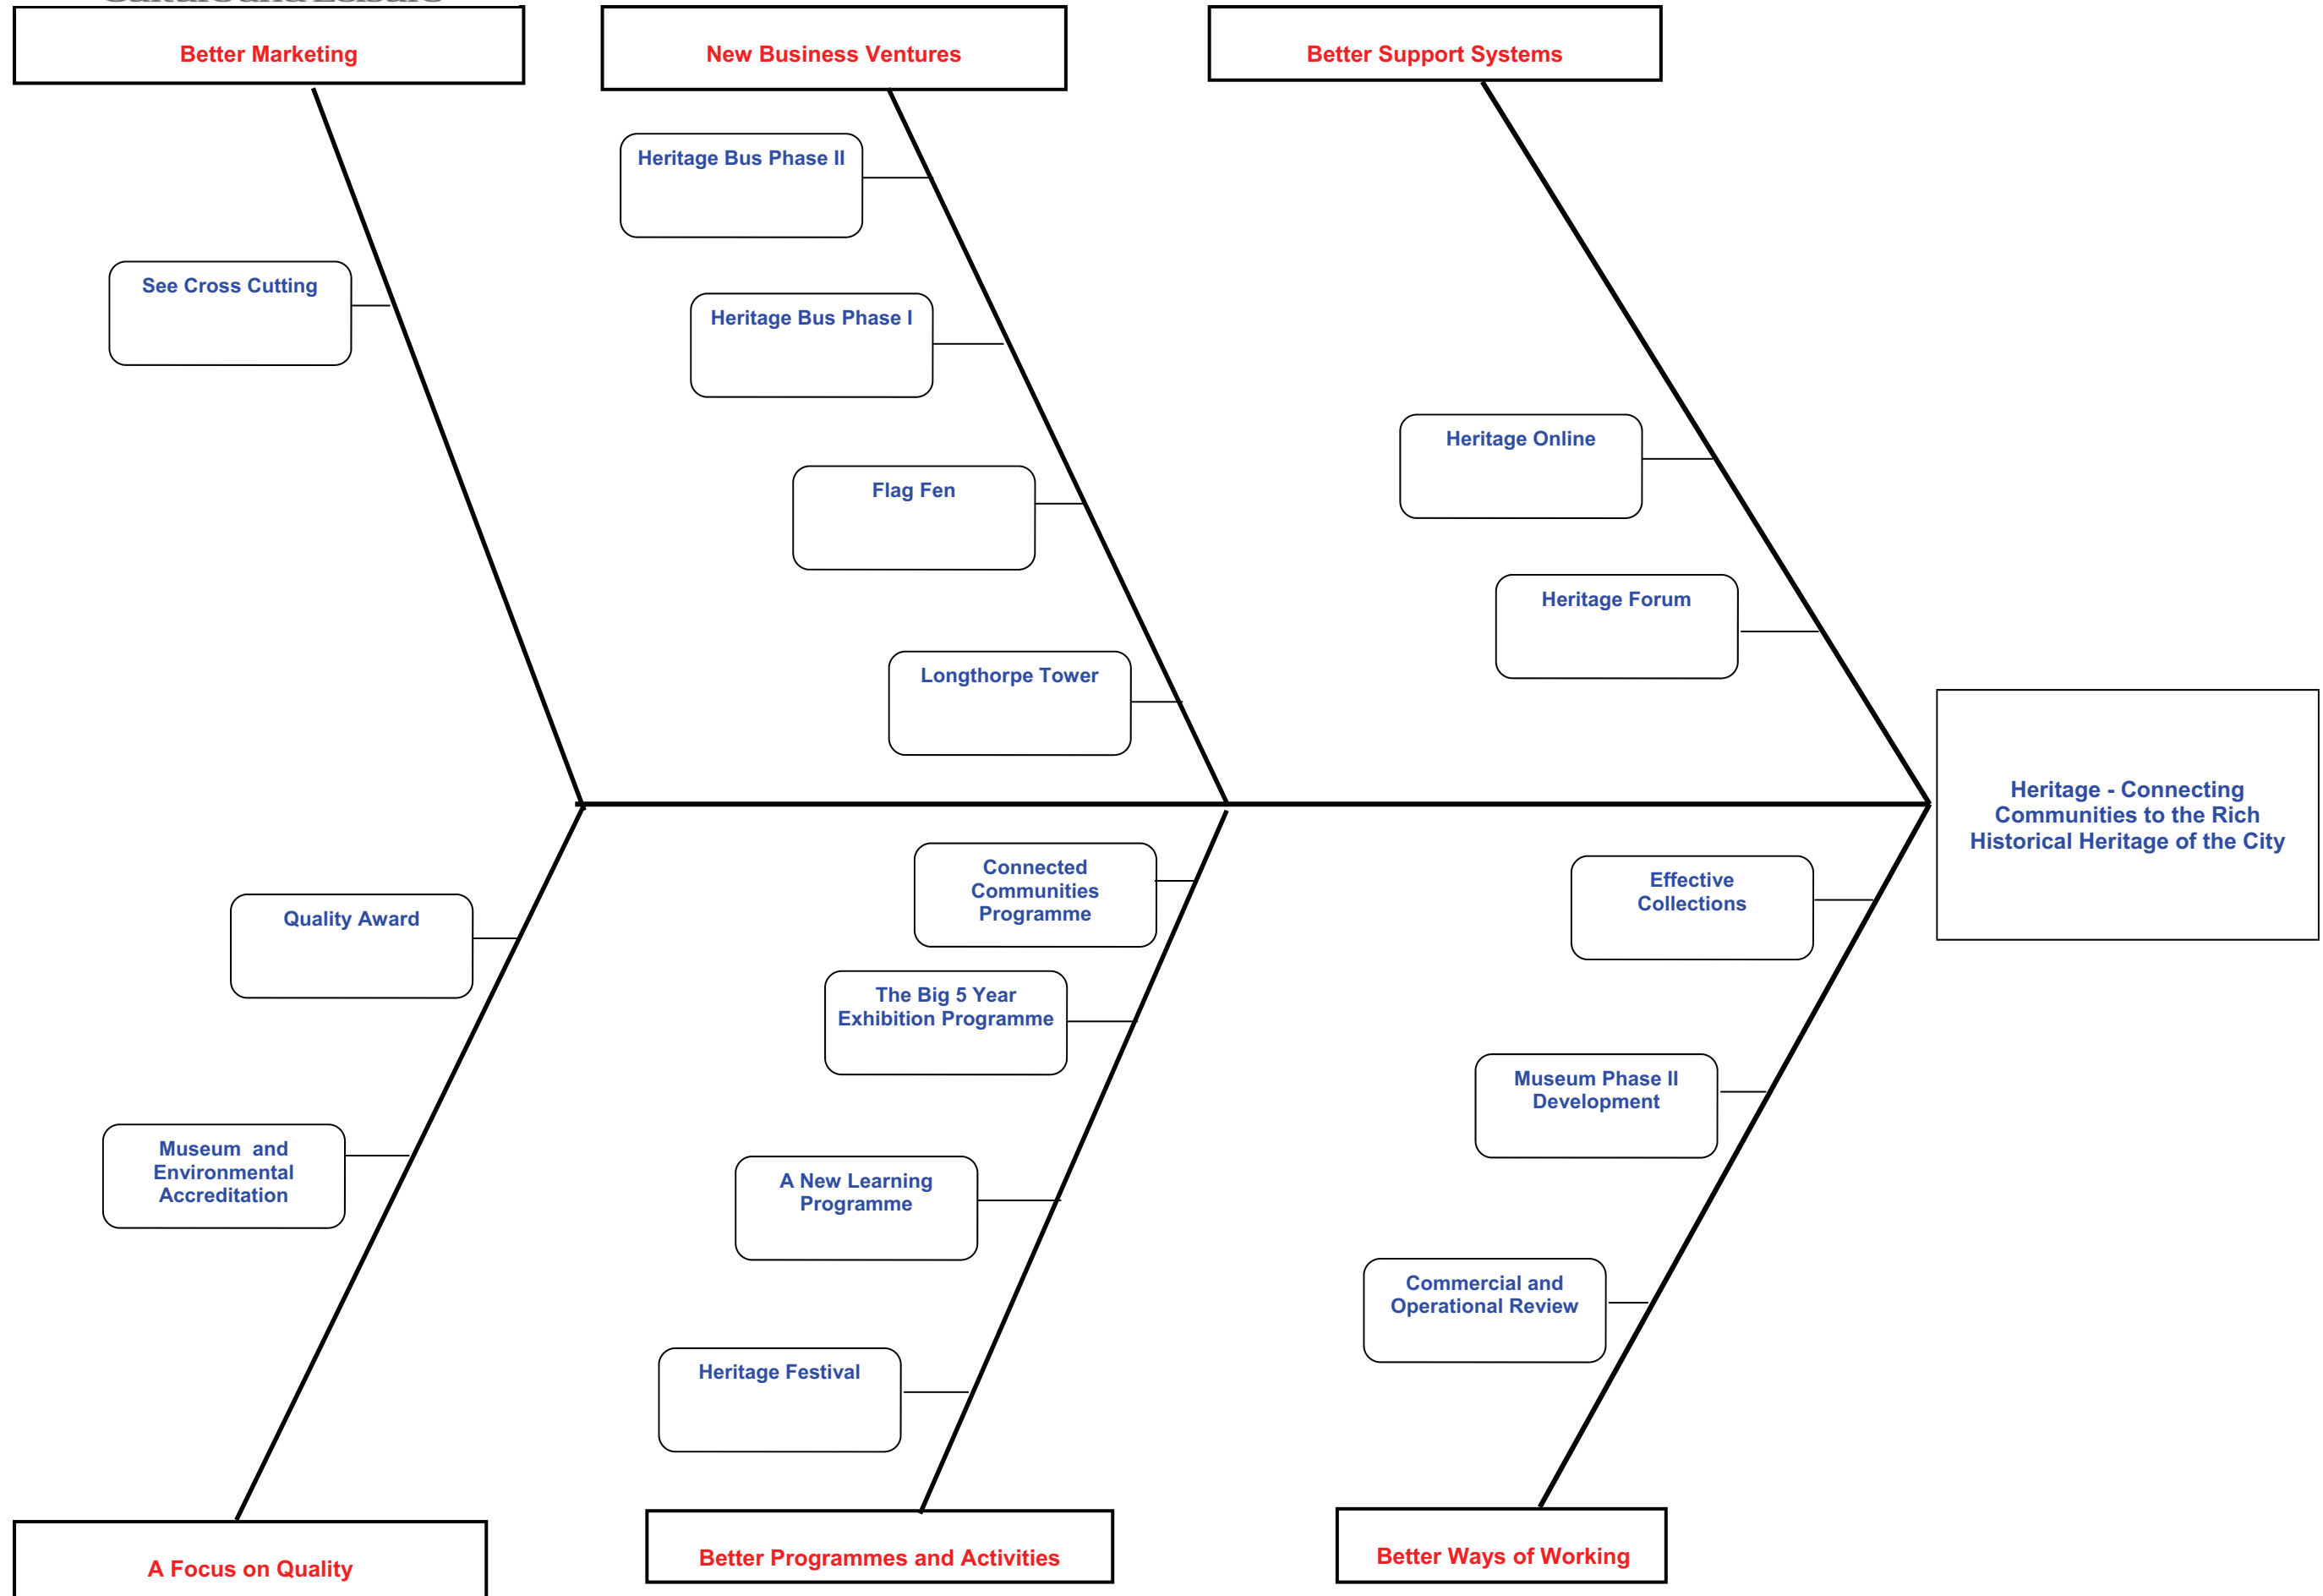 Better Marketing
New Business Ventures
Better Support Systems
Heritage Bus Phase II
See Cross Cutting
Heritage Bus Phase I
Heritage Online
Flag Fen
Heritage Forum
Longthorpe Tower
Heritage - Connecting
Communities to the Rich
Historical Heritage of the City
Connected
Communities
Programme
Effective
Collections
Quality Award
The Big 5 Year
Exhibition Programme
Museum Phase II
Development
Museum  and
Environmental
Accreditation
A New Learning
Programme
Commercial and
Operational Review
Heritage Festival
A Focus on Quality
Better Programmes and Activities
Better Ways of Working